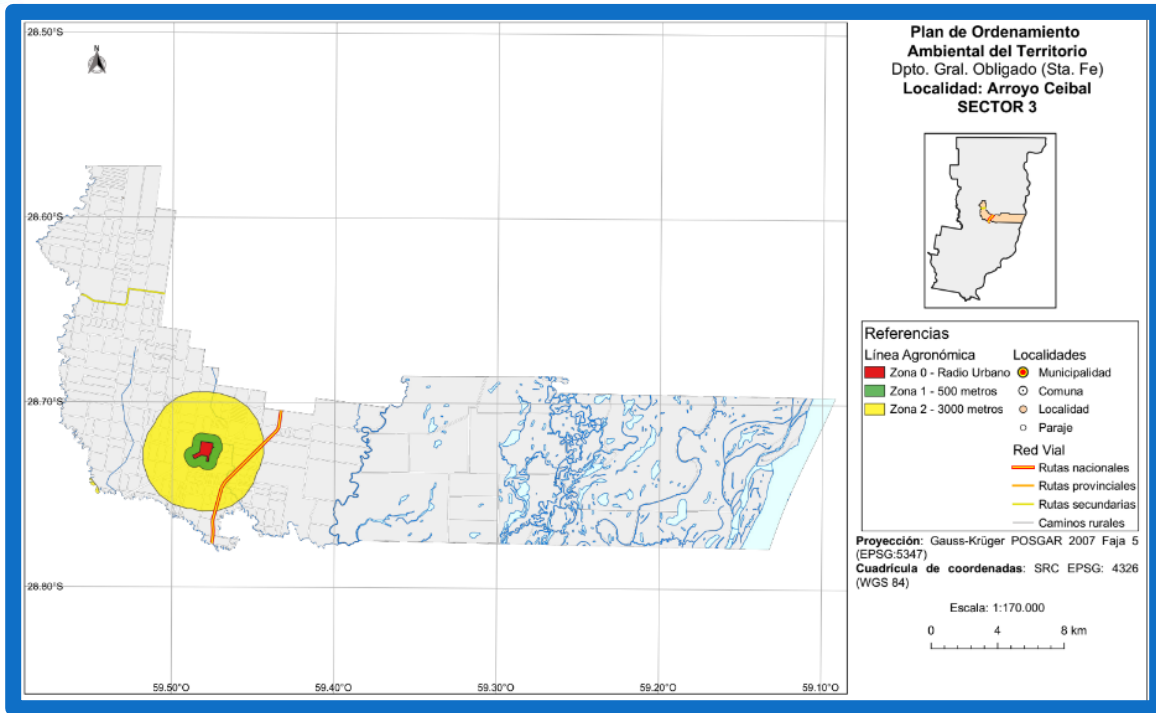 28.50°S
28.60°S
28.70°S
28.80°S
59.50°O
59.40°O
59.30°O
59.20°O
59.10°O
N
Plan de Ordenamiento
Ambiental del Territorio
Dpto. Gral. Obligado (Sta. Fe)
Localidad: Arroyo Ceibal
SECTOR 3
Referencias
Línea Agronómica
Zona 0 - Radio Urbano
Zona 1 - 500 metros
Zona 2 - 3000 metros
Localidades
Municipalidad
Comuna
Localidad
Paraje
Red Vial
Rutas nacionales
Rutas provinciales
Rutas secundarias
Caminos rurales
Proyección: Gauss-Krüger POSGAR 2007 Faja 5
(EPSG:5347)
Cuadrícula de coordenadas: SRC EPSG: 4326
(WGS 84)
Escala: 1:170.000
0 4 8 km